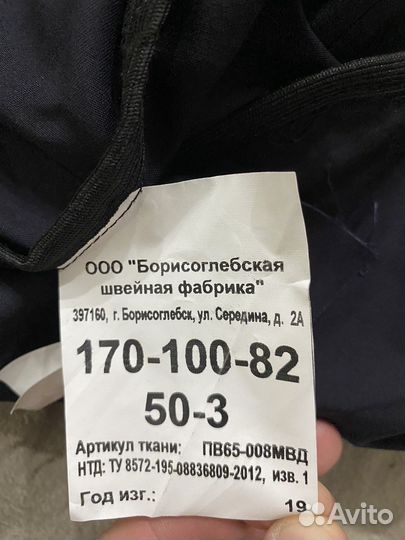 ООО "Борисоглебская
швейная фабрика"
397160, г. Борисоглебск, ул. Середина, д. 2А
170-100-82
50-3
Артикул ткани: ПВ65-008МВД
НТД: ТУ 8572-195-08836809-2012, изв. 1
Год изг.: 19
Avito